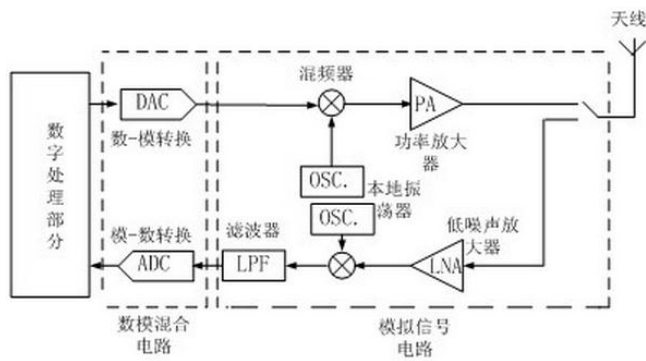 天线
混频器
DAC
PA
数-模转换
功率放大
器
数字处理部分
OSC.
本地振
荡器
OSC.
低噪声放
大器
模-数转换
滤波器
ADC
LPF
LNA
数模混合
电路
模拟信号
电路